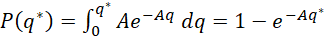 P(q*) = ∫₀^{q*} Ae^{−Aq} dq = 1 − e^{−Aq*}